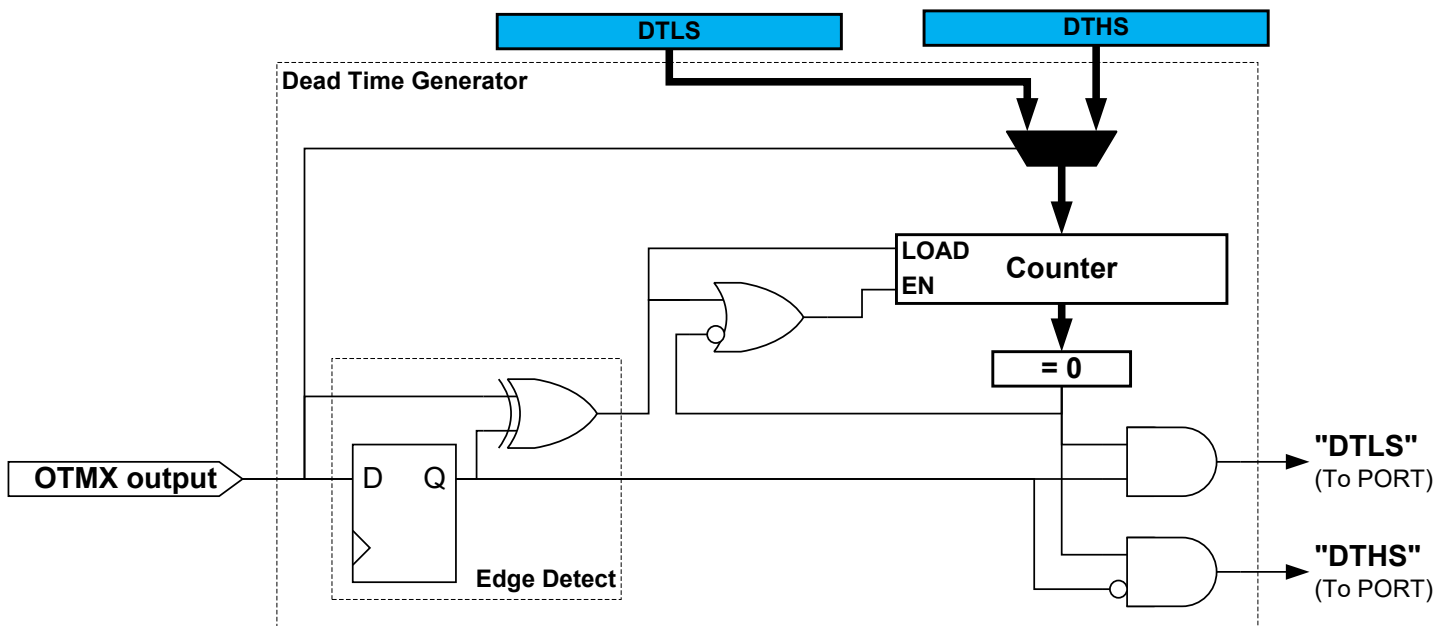 DTLS
DTHS
Dead Time Generator
LOAD
Counter
EN
= 0
OTMX output
D
Q
Edge Detect
"DTLS"
(To PORT)
"DTHS"
(To PORT)